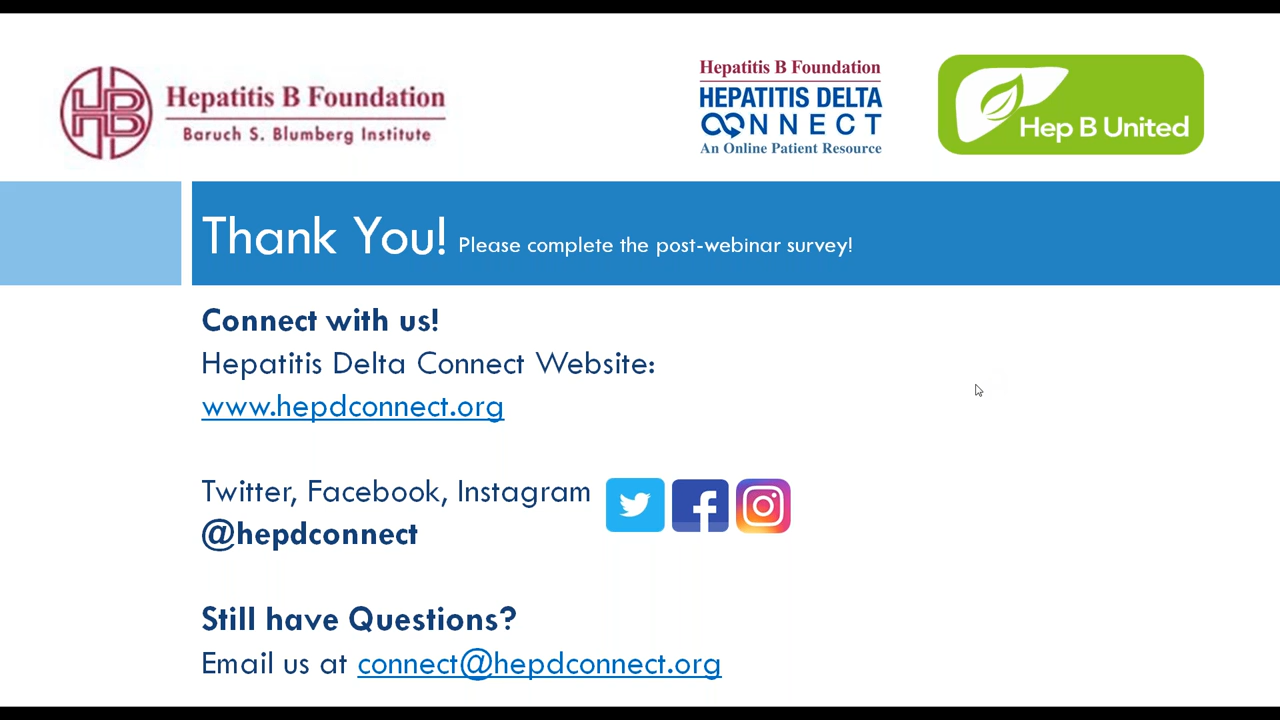 HB
Hepatitis B Foundation
Baruch S. Blumberg Institute
Hepatitis B Foundation
HEPATITIS DELTA
CONNECT
An Online Patient Resource
Hep B United
Thank You! Please complete the post-webinar survey!
Connect with us!
Hepatitis Delta Connect Website:
www.hepdconnect.org
Twitter, Facebook, Instagram
@hepdconnect
Still have Questions?
Email us at connect@hepdconnect.org